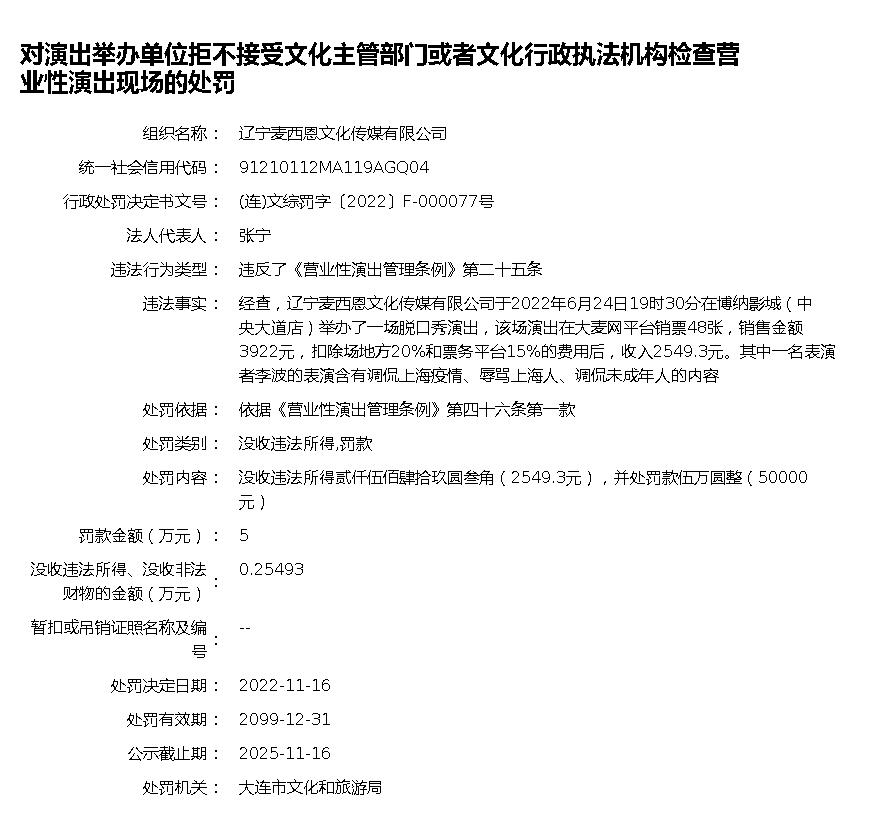 对演出举办单位拒不接受文化主管部门或者文化行政执法机构检查营
业性演出现场的处罚
组织名称： 辽宁麦西恩文化传媒有限公司
统一社会信用代码： 91210112MA119AGQ04
行政处罚决定书文号： (连)文综罚字〔2022〕F-000077号
法人代表人： 张宁
违法行为类型： 违反了《营业性演出管理条例》第二十五条
违法事实： 经查，辽宁麦西恩文化传媒有限公司于2022年6月24日19时30分在博纳影城（中
央大道店）举办了一场脱口秀演出，该场演出在大麦网平台销票48张，销售金额
3922元，扣除场地方20%和票务平台15%的费用后，收入2549.3元。其中一名表演
者李波的表演含有调侃上海疫情、辱骂上海人、调侃未成年人的内容
处罚依据： 依据《营业性演出管理条例》第四十六条第一款
处罚类别： 没收违法所得,罚款
处罚内容： 没收违法所得贰仟伍佰肆拾玖圆叁角（2549.3元），并处罚款伍万圆整（50000
元）
罚款金额（万元）： 5
没收违法所得、没收非法
财物的金额（万元）： 0.25493
暂扣或吊销证照名称及编
号： --
处罚决定日期： 2022-11-16
处罚有效期： 2099-12-31
公示截止期： 2025-11-16
处罚机关： 大连市文化和旅游局